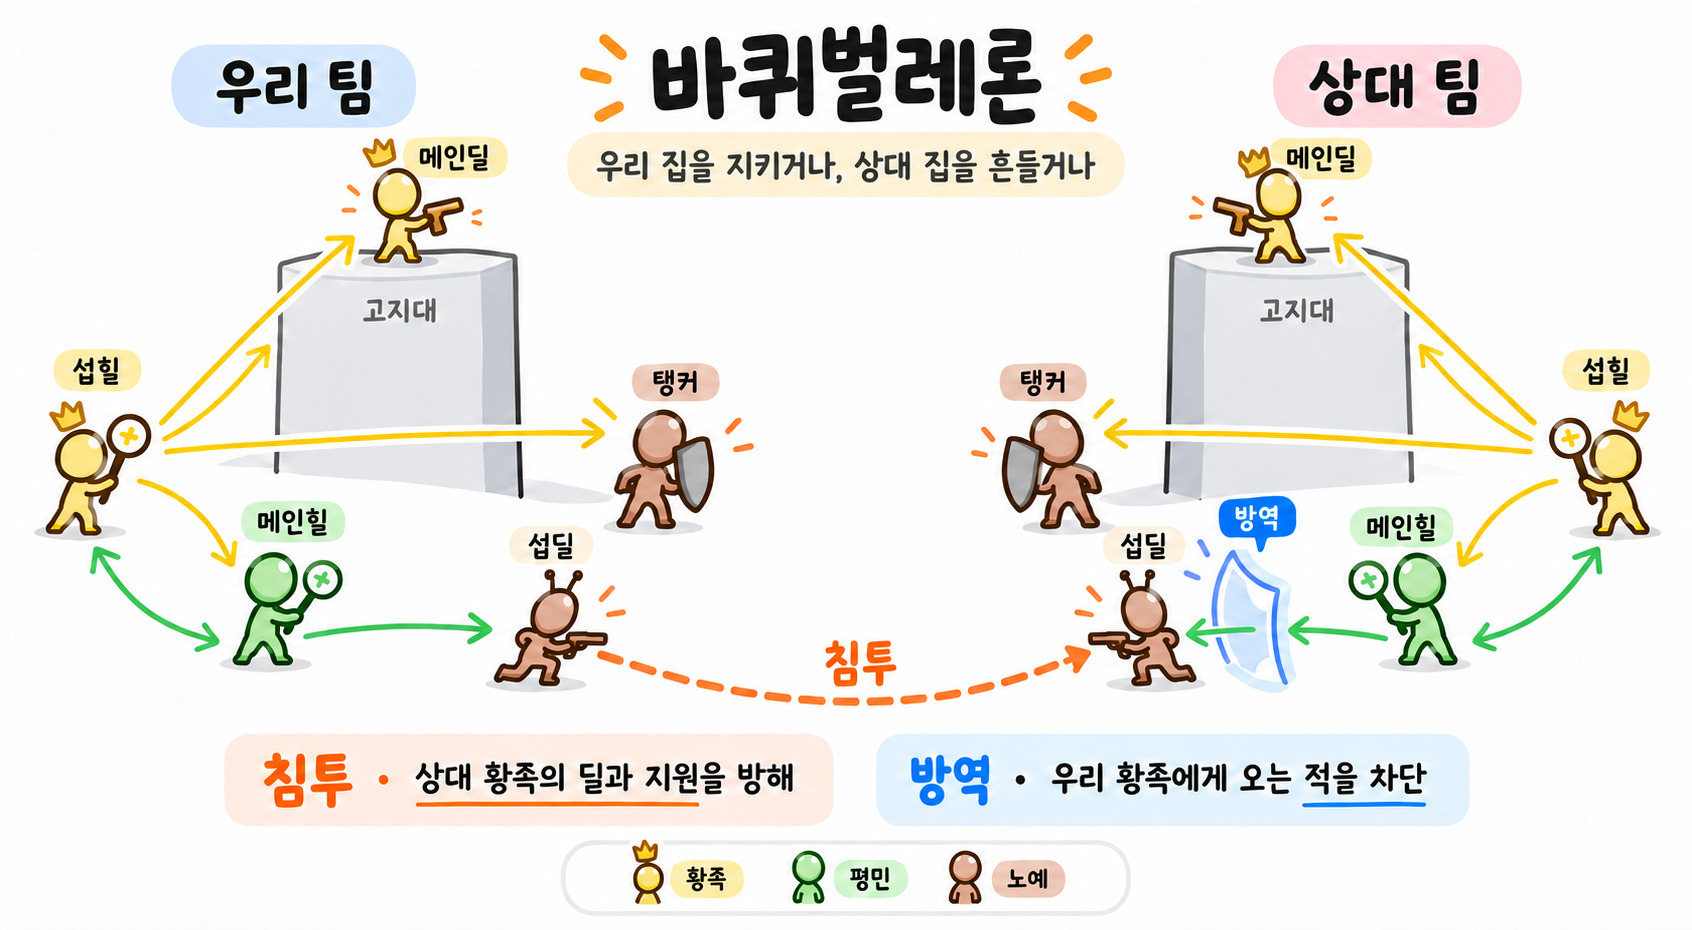 바퀴벌레론
우리 집을 지키거나, 상대 집을 흔들거나
우리 팀
상대 팀
메인딜
고지대
섭힐
탱커
메인힐
섭딜
메인딜
고지대
탱커
섭힐
방역
섭딜
메인힐
침투
침투 • 상대 황족의 딜과 지원을 방해
방역 • 우리 황족에게 오는 적을 차단
황족
평민
노예